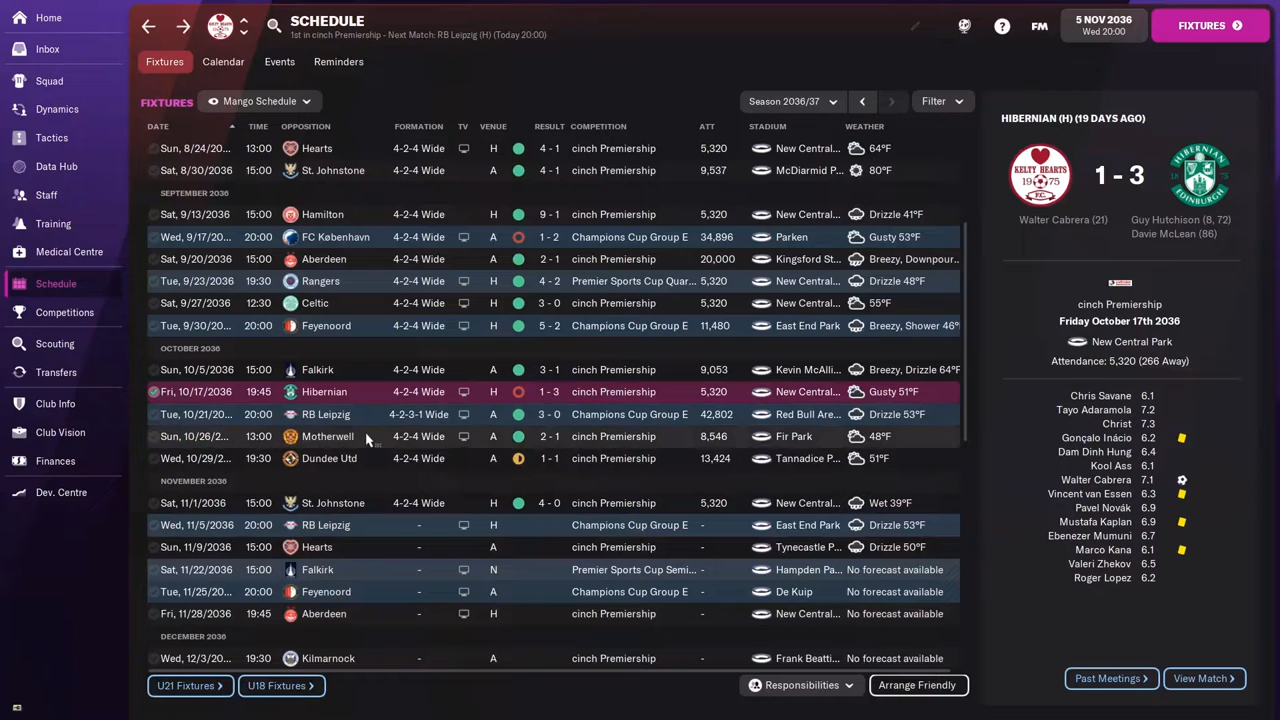 Home
Inbox
Squad
Dynamics
Tactics
Data Hub
Staff
Training
Medical Centre
Schedule
Competitions
Scouting
Transfers
Club Info
Club Vision
Finances
Dev. Centre
SCHEDULE
1st in cinch Premiership - Next Match: RB Leipzig (H) (Today 20:00)
FM
5 NOV 2036
Wed 20:00
FIXTURES
Fixtures Calendar Events Reminders
FIXTURES Mango Schedule Season 2036/37 Filter
DATE TIME OPPOSITION FORMATION TV VENUE RESULT COMPETITION ATT STADIUM WEATHER
Sun, 8/24/20... 13:00 Hearts 4-2-4 Wide H 4 - 1 cinch Premiership 5,320 New Central... 64°F
Sat, 8/30/2036 15:00 St. Johnstone 4-2-4 Wide A 4 - 1 cinch Premiership 9,537 McDiarmid P... 80°F
SEPTEMBER 2036
Sat, 9/13/2036 15:00 Hamilton 4-2-4 Wide H 9 - 1 cinch Premiership 5,320 New Central... Drizzle 41°F
Wed, 9/17/20... 20:00 FC København 4-2-4 Wide A 1 - 2 Champions Cup Group E 34,896 Parken Gusty 53°F
Sat, 9/20/2036 15:00 Aberdeen 4-2-4 Wide A 2 - 1 cinch Premiership 20,000 Kingsford St... Breezy, Downpour...
Tue, 9/23/2036 19:30 Rangers 4-2-4 Wide H 4 - 2 Premier Sports Cup Quar... 5,320 New Central... Drizzle 48°F
Sat, 9/27/2036 12:30 Celtic 4-2-4 Wide H 3 - 0 cinch Premiership 5,320 New Central... 55°F
Tue, 9/30/2036 20:00 Feyenoord 4-2-4 Wide H 5 - 2 Champions Cup Group E 11,480 East End Park Breezy, Shower 46°F
OCTOBER 2036
Sun, 10/5/2036 15:00 Falkirk 4-2-4 Wide A 3 - 1 cinch Premiership 9,053 Kevin McAlli... Breezy, Drizzle 64°F
Fri, 10/17/2036 19:45 Hibernian 4-2-4 Wide H 1 - 3 cinch Premiership 5,320 New Central... Gusty 51°F
Tue, 10/21/20... 20:00 RB Leipzig 4-2-3-1 Wide A 3 - 0 Champions Cup Group E 42,802 Red Bull Are... Drizzle 53°F
Sun, 10/26/2... 13:00 Motherwell 4-2-4 Wide A 2 - 1 cinch Premiership 8,546 Fir Park 48°F
Wed, 10/29/2... 19:30 Dundee Utd 4-2-4 Wide A 1 - 1 cinch Premiership 13,424 Tannadice P... 51°F
NOVEMBER 2036
Sat, 11/1/2036 15:00 St. Johnstone 4-2-4 Wide H 4 - 0 cinch Premiership 5,320 New Central... Wet 39°F
Wed, 11/5/2036 20:00 RB Leipzig - H Champions Cup Group E - East End Park Drizzle 53°F
Sun, 11/9/2036 15:00 Hearts - A cinch Premiership - Tynecastle P... Drizzle 50°F
Sat, 11/22/2036 15:00 Falkirk - N Premier Sports Cup Semi... - Hampden Pa... No forecast available
Tue, 11/25/2036 20:00 Feyenoord - A Champions Cup Group E - De Kuip No forecast available
Fri, 11/28/2036 19:45 Aberdeen - H cinch Premiership - New Central... No forecast available
DECEMBER 2036
Wed, 12/3/2036 19:30 Kilmarnock - A cinch Premiership - Frank Beatti... No forecast available
U21 Fixtures U18 Fixtures Responsibilities Arrange Friendly
HIBERNIAN (H) (19 DAYS AGO)
KELTY HEARTS
1975
F.C.
1 - 3
HIBERNIAN
1875
EDINBURGH
Walter Cabrera (21) Guy Hutchison (8, 72)
Davie McLean (86)
cinch Premiership
Friday October 17th 2036
New Central Park
Attendance: 5,320 (266 Away)
Chris Savane 6.1
Tayo Adaramola 7.2
Christ 7.3
Gonçalo Inácio 6.2
Dam Dinh Hung 6.4
Kool Ass 6.1
Walter Cabrera 7.1
Vincent van Essen 6.3
Pavel Novák 6.9
Mustafa Kaplan 6.9
Ebenezer Mumuni 6.7
Marco Kana 6.1
Valeri Zhekov 6.5
Roger Lopez 6.2
Past Meetings View Match